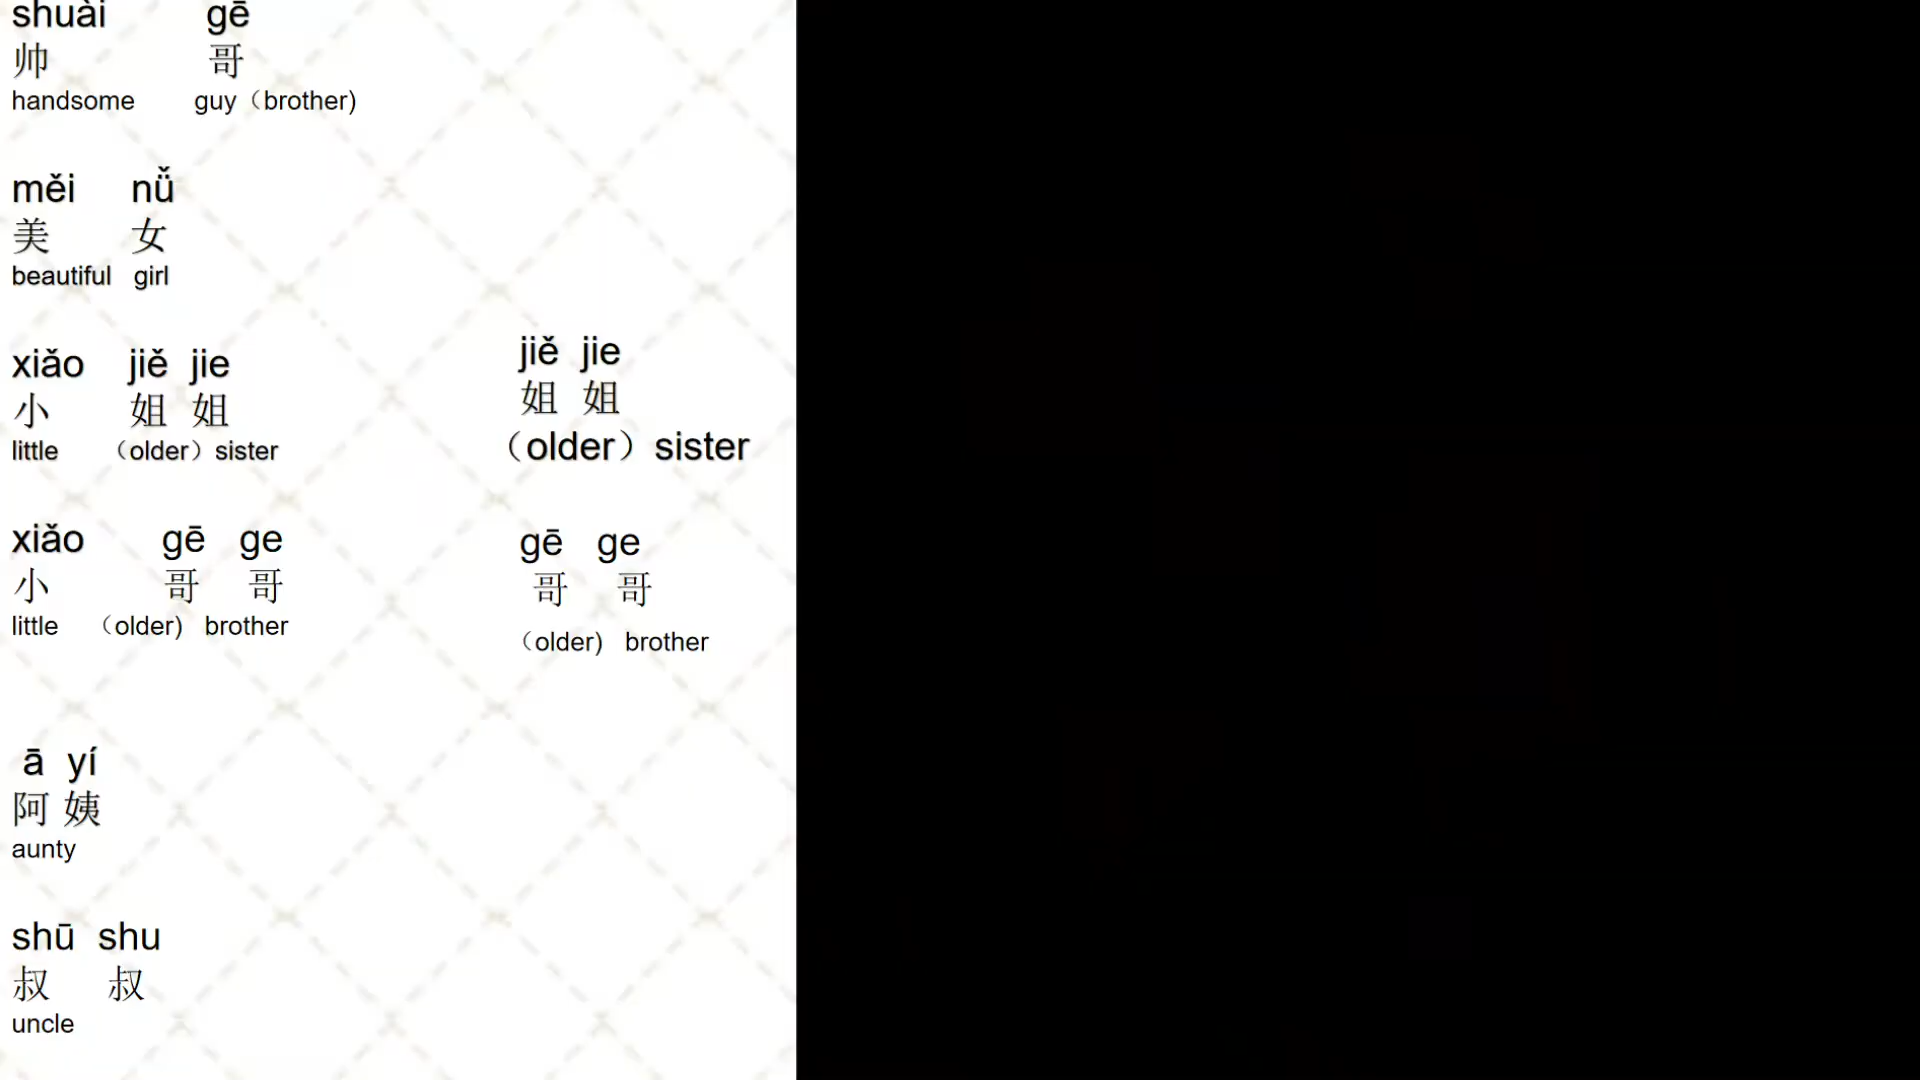 shuài gē
帅 哥
handsome guy（brother)
měi nǚ
美 女
beautiful girl
xiǎo jiě jie
小 姐 姐
little （older）sister
jiě jie
姐 姐
（older）sister
xiǎo gē ge
小 哥 哥
little （older) brother
gē ge
哥 哥
（older) brother
ā yí
阿 姨
aunty
shū shu
叔 叔
uncle